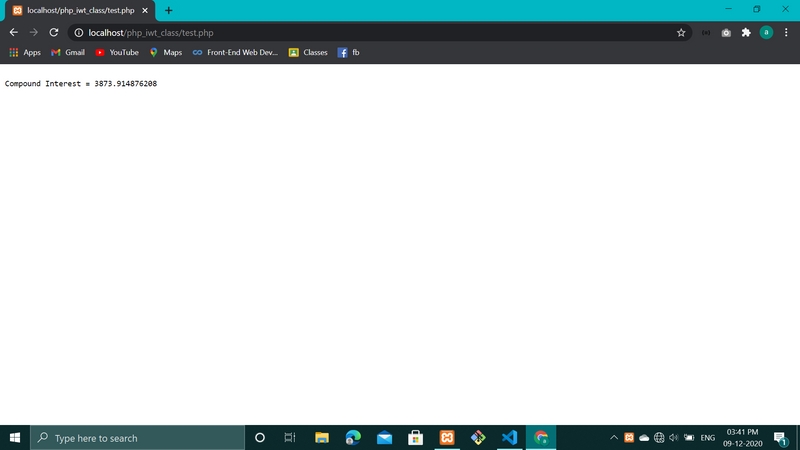 localhost/php_iwt_class/test.php
localhost/php_iwt_class/test.php
a
Apps
Gmail
YouTube
Maps
Front-End Web Dev...
Classes
fb
Compound Interest = 3873.914876208
Type here to search
ENG
03:41 PM
09-12-2020
1